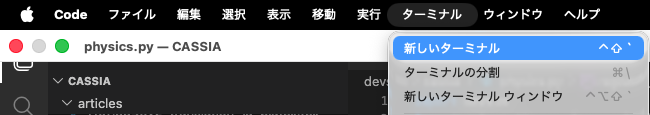 Code ファイル 編集 選択 表示 移動 実行 ターミナル ウィンドウ ヘルプ
physics.py — CASSIA
新しいターミナル ⌃⇧`
CASSIA
ターミナルの分割 ⌘\
articles
新しいターミナル ウィンドウ ⌃⌥⇧`